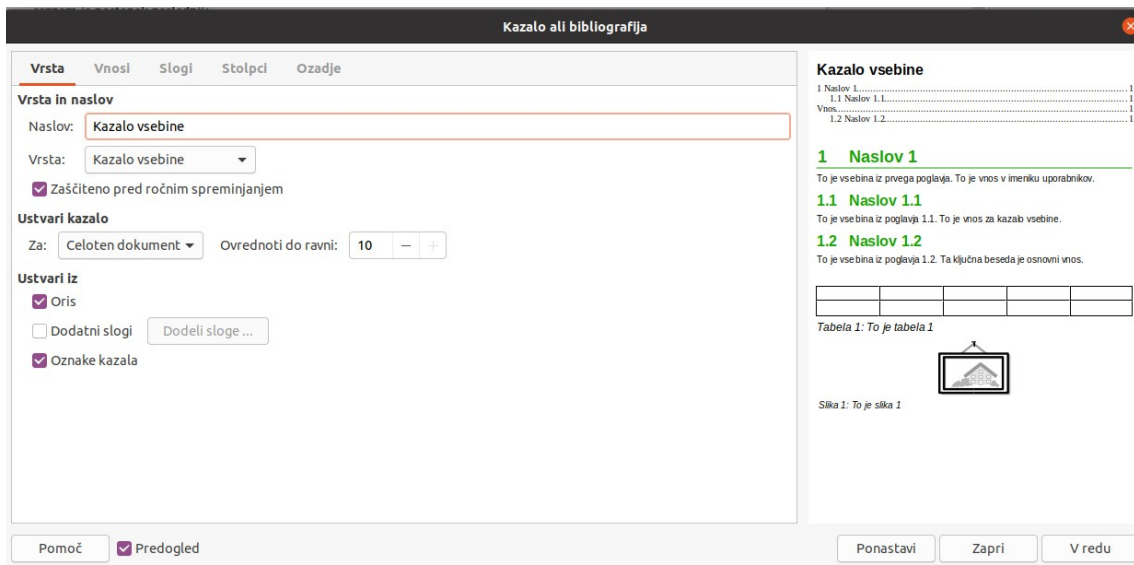 Kazalo ali bibliografija
Vrsta Vnosi Slogi Stolpci Ozadje
Vrsta in naslov
Naslov: Kazalo vsebine
Vrsta: Kazalo vsebine
Zaščiteno pred ročnim spreminjanjem
Ustvari kazalo
Za: Celoten dokument Ovrednoti do ravni: 10 − +
Ustvari iz
Oris
Dodatni slogi Dodeli sloge ...
Oznake kazala
Kazalo vsebine
1 Naslov 1 1
1.1 Naslov 1.1 1
Vnos 1
1.2 Naslov 1.2 1
1 Naslov 1
To je vsebina iz prvega poglavja. To je vnos v imeniku uporabnikov.
1.1 Naslov 1.1
To je vsebina iz poglavja 1.1. To je vnos za kazalo vsebine.
1.2 Naslov 1.2
To je vsebina iz poglavja 1.2. Ta ključna beseda je osnovni vnos.
Tabela 1: To je tabela 1
Slika 1: To je slika 1
Pomoč Predogled Ponastavi Zapri V redu